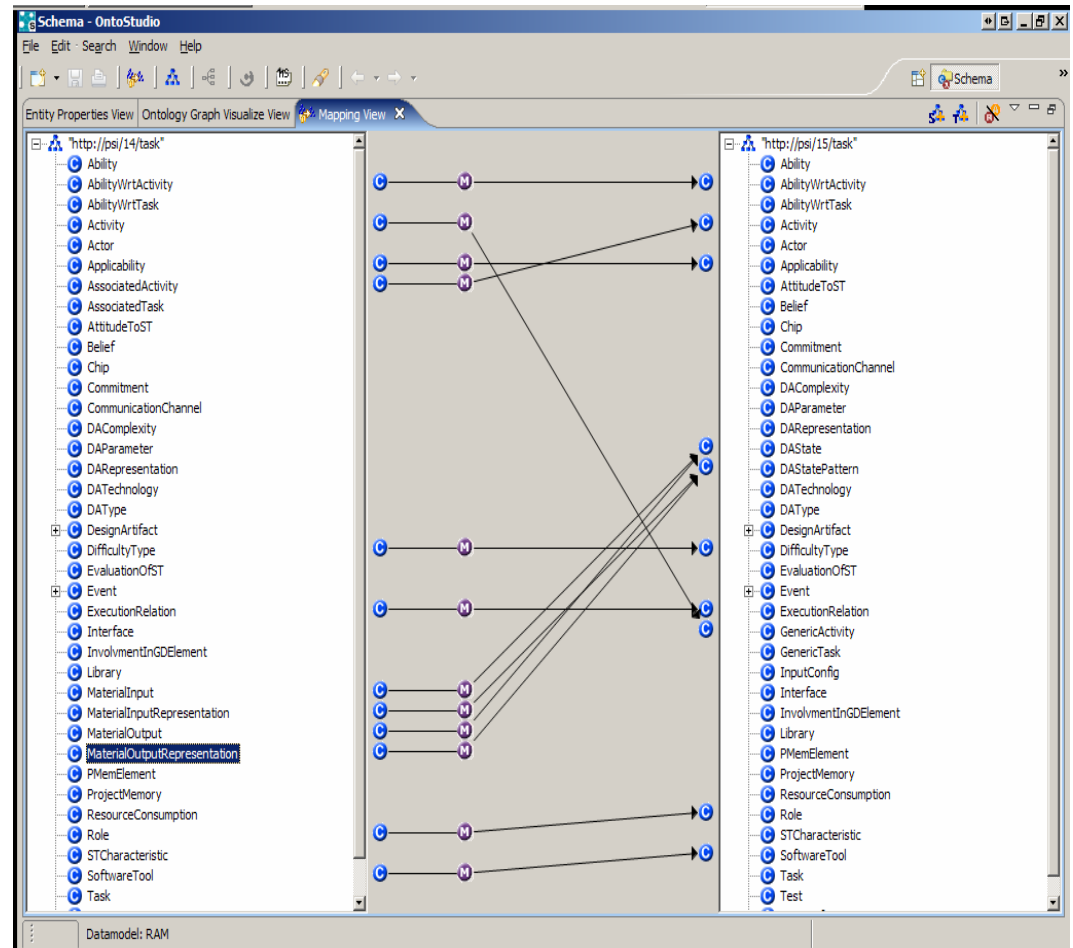 Schema - OntoStudio
File Edit Search Window Help
Schema
»
Entity Properties View Ontology Graph Visualize View Mapping View X
"http://psi/14/task"
Ability
AbilityWrtActivity
AbilityWrtTask
Activity
Actor
Applicability
AssociatedActivity
AssociatedTask
AttitudeToST
Belief
Chip
Commitment
CommunicationChannel
DAComplexity
DAParameter
DARepresentation
DATechnology
DAType
DesignArtifact
DifficultyType
EvaluationOfST
Event
ExecutionRelation
Interface
InvolvmentInGDElement
Library
MaterialInput
MaterialInputRepresentation
MaterialOutput
MaterialOutputRepresentation
PMemElement
ProjectMemory
ResourceConsumption
Role
STCharacteristic
SoftwareTool
Task
"http://psi/15/task"
Ability
AbilityWrtActivity
AbilityWrtTask
Activity
Actor
Applicability
AttitudeToST
Belief
Chip
Commitment
CommunicationChannel
DAComplexity
DAParameter
DARepresentation
DAState
DAStatePattern
DATechnology
DAType
DesignArtifact
DifficultyType
EvaluationOfST
Event
ExecutionRelation
GenericActivity
GenericTask
InputConfig
Interface
InvolvmentInGDElement
Library
PMemElement
ProjectMemory
ResourceConsumption
Role
STCharacteristic
SoftwareTool
Task
Test
Datamodel: RAM